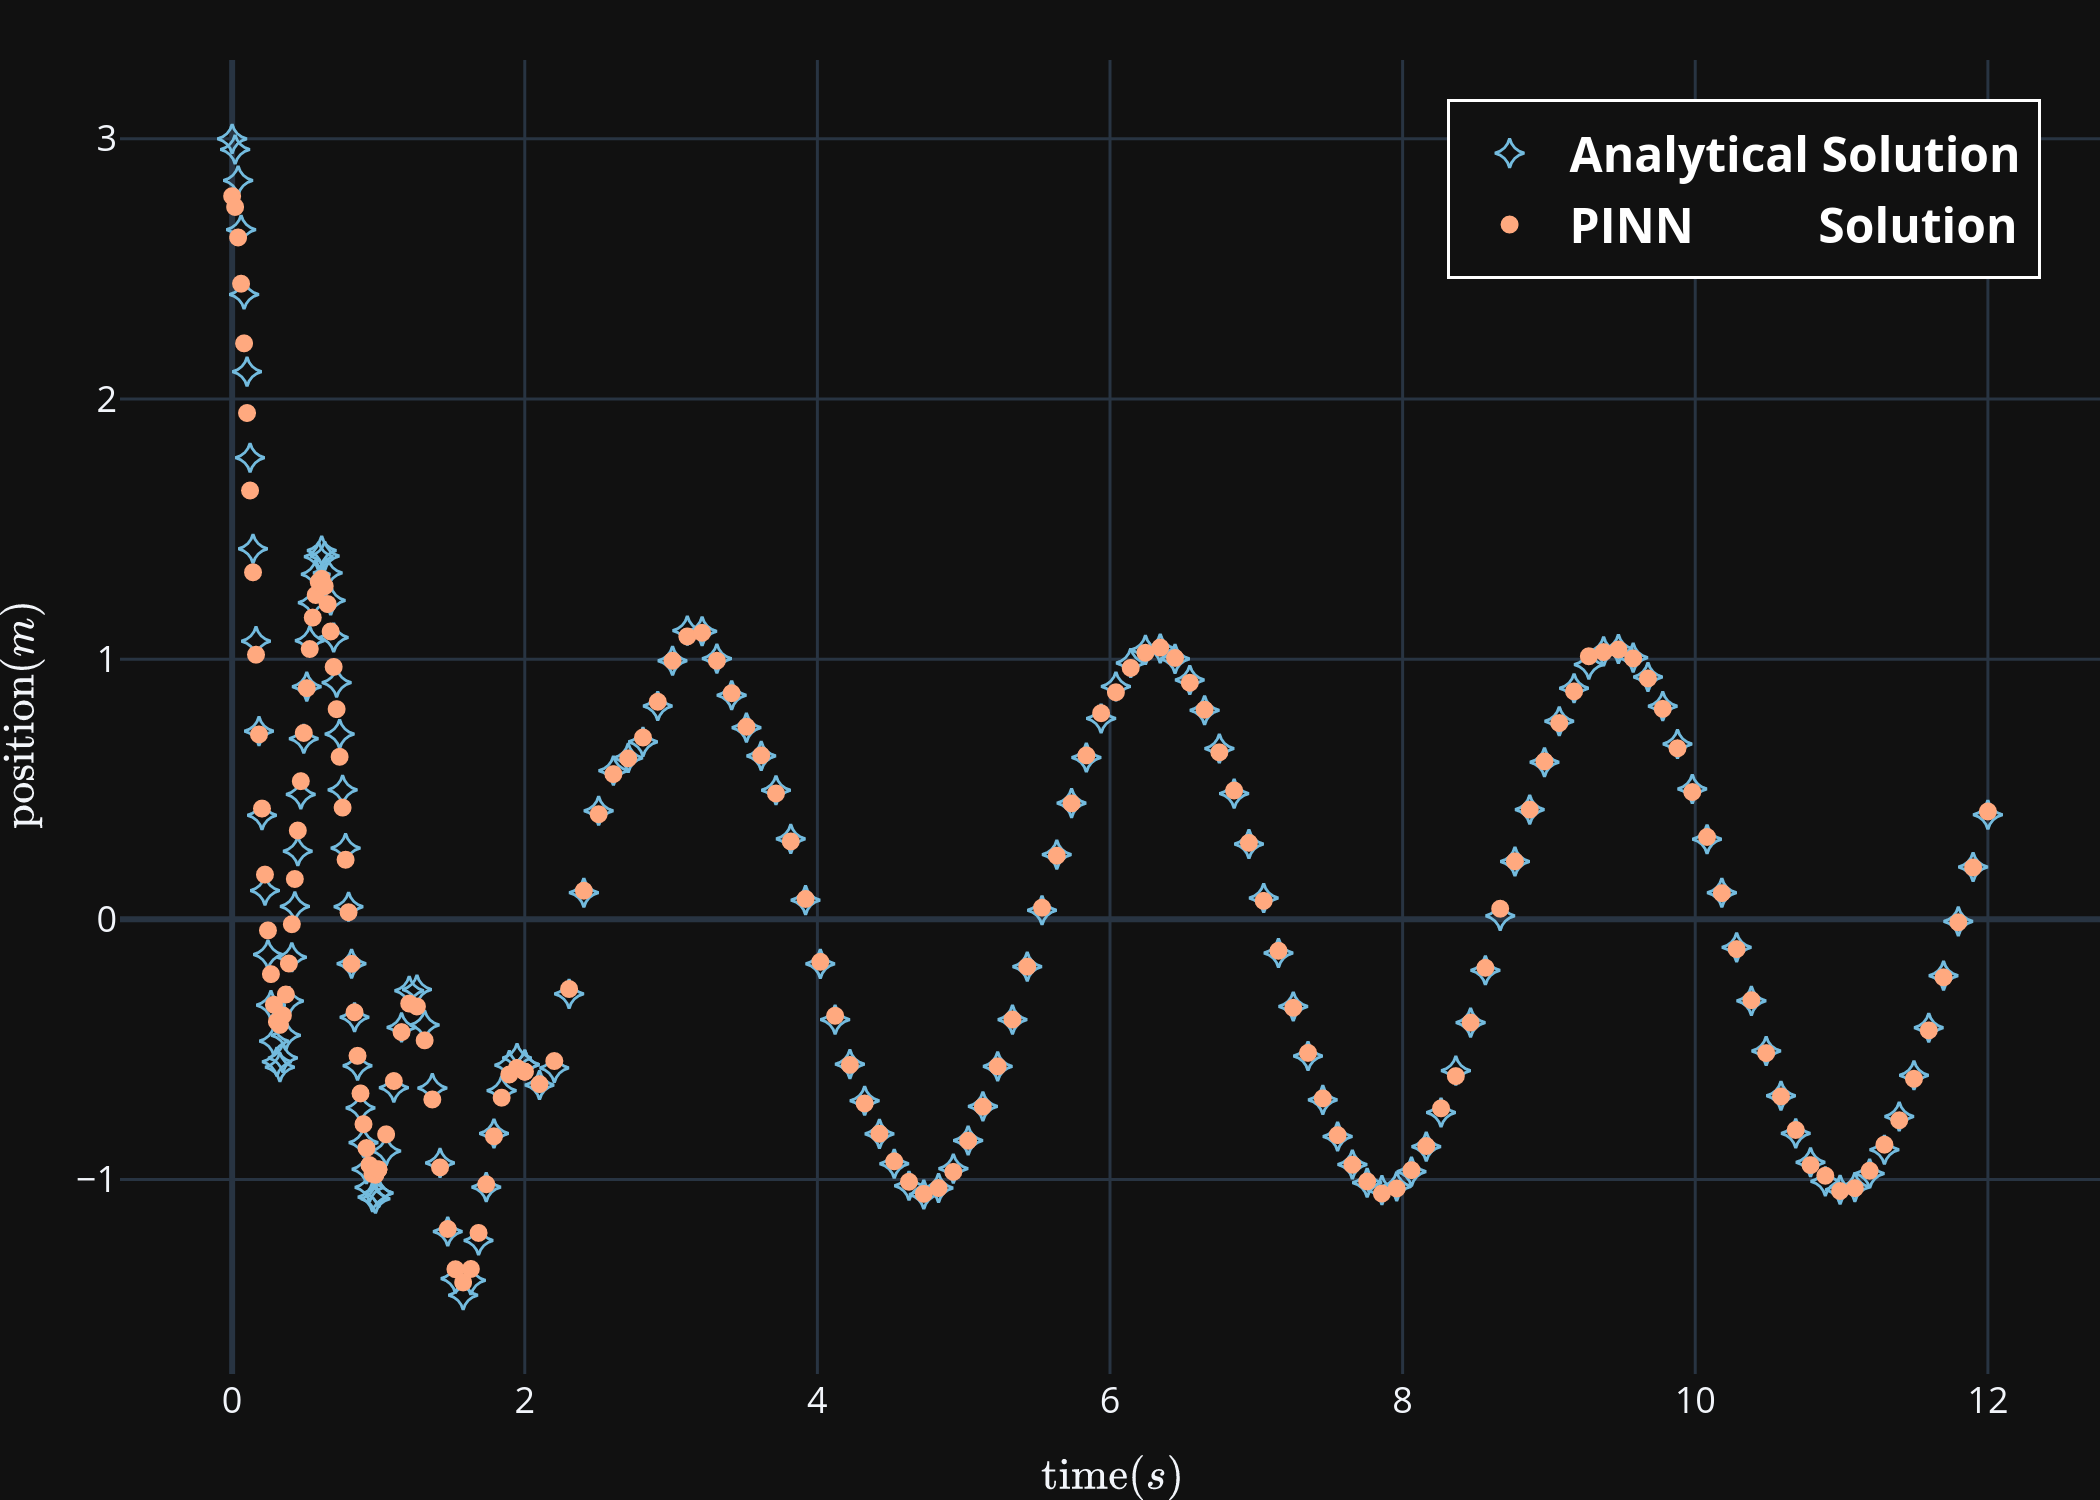 3
2
1
0
−1
0 2 4 6 8 10 12
position(m)
time(s)
Analytical Solution
PINN Solution